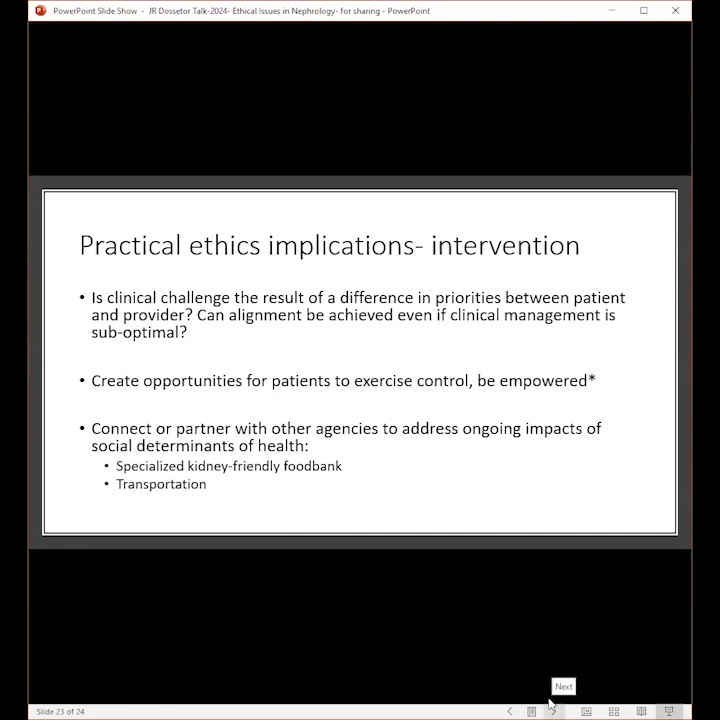 PowerPoint Slide Show - JR Dossetor Talk-2024- Ethical Issues in Nephrology- for sharing - PowerPoint
Practical ethics implications- intervention
• Is clinical challenge the result of a difference in priorities between patient
and provider? Can alignment be achieved even if clinical management is
sub-optimal?
• Create opportunities for patients to exercise control, be empowered*
• Connect or partner with other agencies to address ongoing impacts of
social determinants of health:
• Specialized kidney-friendly foodbank
• Transportation
Next
Slide 23 of 24